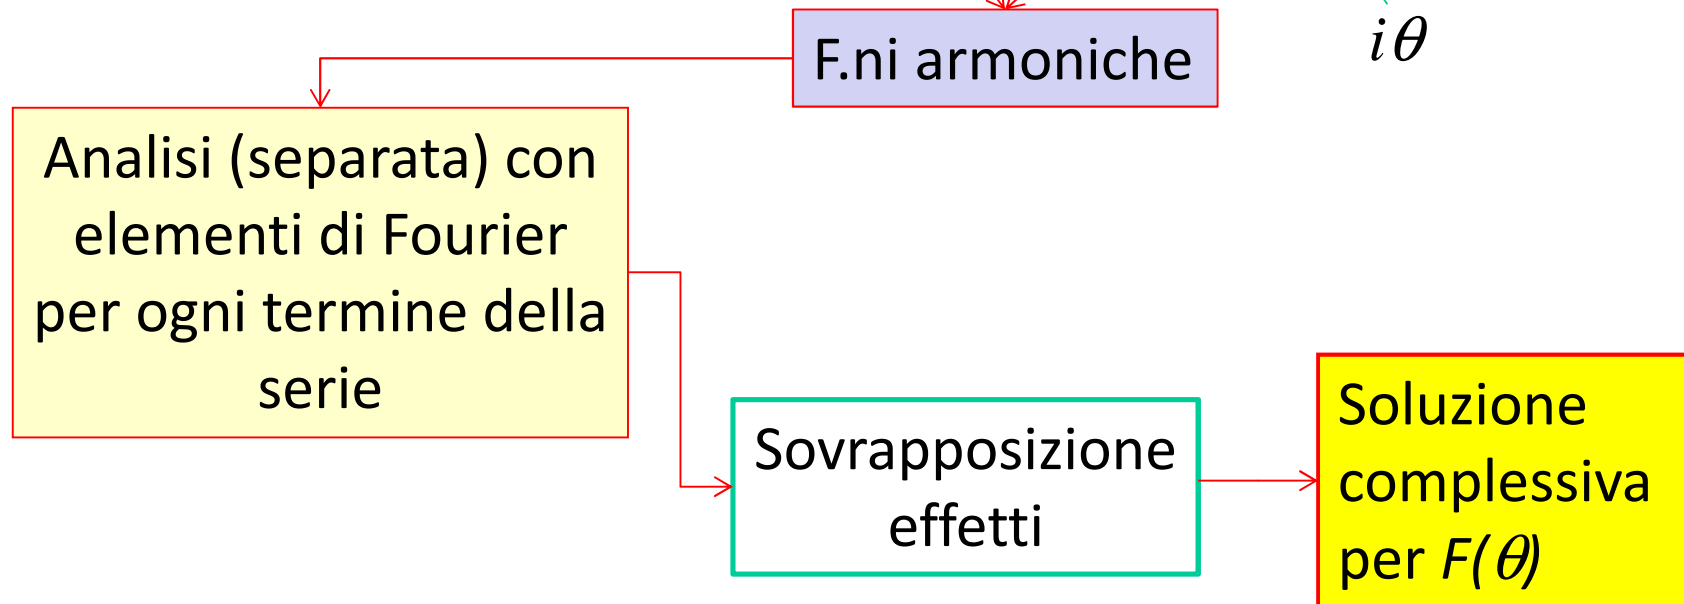 F.ni armoniche
iθ
Analisi (separata) con
elementi di Fourier
per ogni termine della
serie
Sovrapposizione
effetti
Soluzione
complessiva
per F(θ)